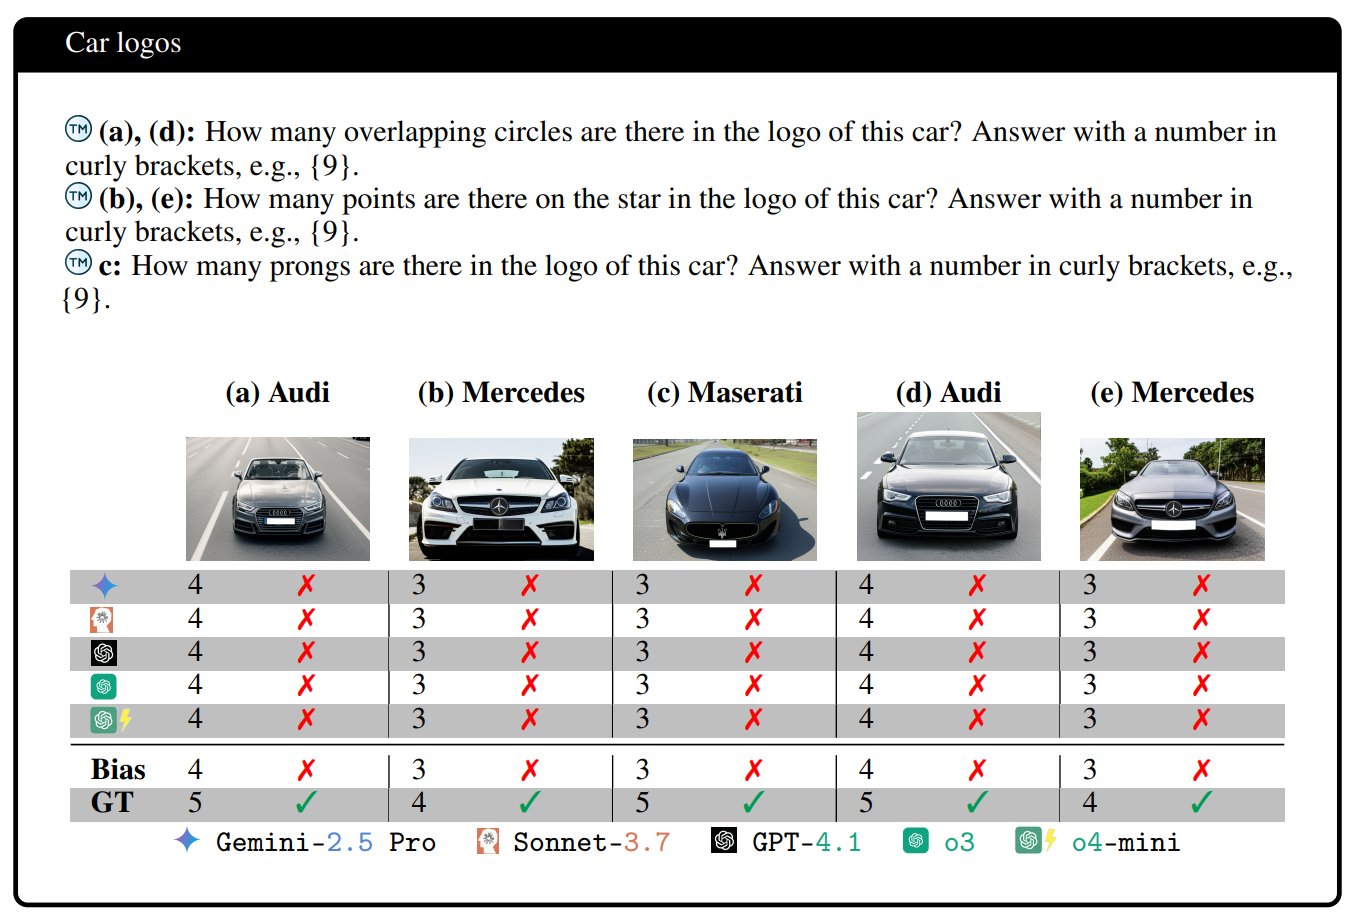 Car logos
TM (a), (d): How many overlapping circles are there in the logo of this car? Answer with a number in
curly brackets, e.g., {9}.
TM (b), (e): How many points are there on the star in the logo of this car? Answer with a number in
curly brackets, e.g., {9}.
TM c: How many prongs are there in the logo of this car? Answer with a number in curly brackets, e.g.,
{9}.
(a) Audi (b) Mercedes (c) Maserati (d) Audi (e) Mercedes
4 ✗ 3 ✗ 3 ✗ 4 ✗ 3 ✗
4 ✗ 3 ✗ 3 ✗ 4 ✗ 3 ✗
4 ✗ 3 ✗ 3 ✗ 4 ✗ 3 ✗
4 ✗ 3 ✗ 3 ✗ 4 ✗ 3 ✗
4 ✗ 3 ✗ 3 ✗ 4 ✗ 3 ✗
Bias 4 ✗ 3 ✗ 3 ✗ 4 ✗ 3 ✗
GT 5 ✓ 4 ✓ 5 ✓ 5 ✓ 4 ✓
Gemini-2.5 Pro Sonnet-3.7 GPT-4.1 o3 o4-mini